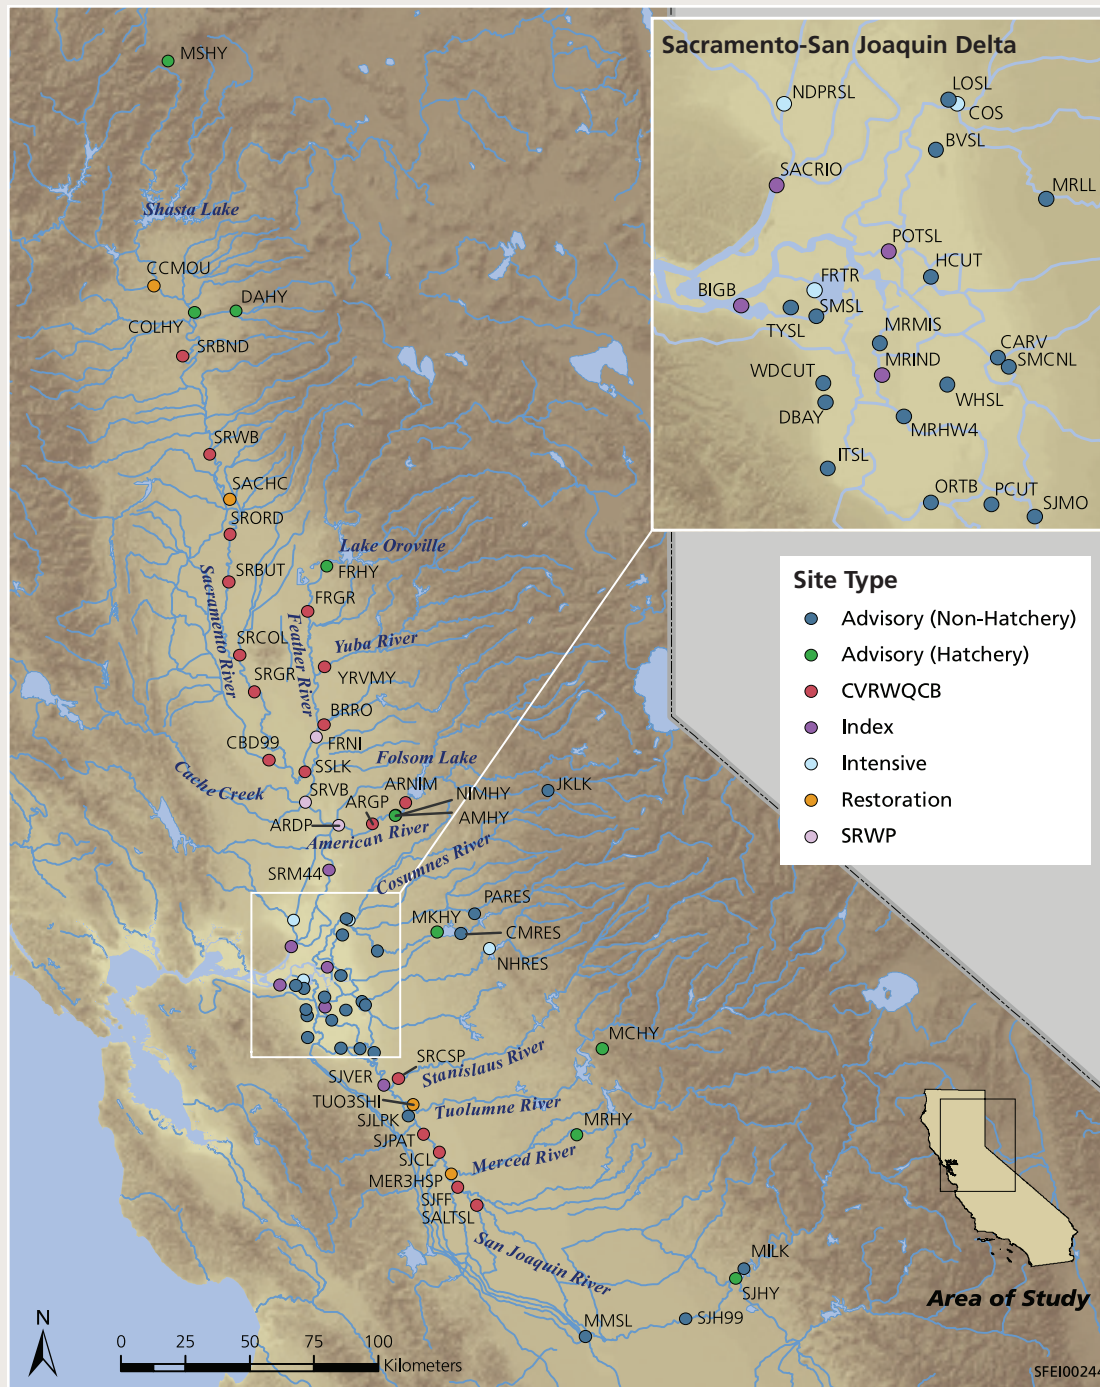 MSHY
Shasta Lake
CCMOU
DAHY
COLHY
SRBND
SRWB
SACHC
SRORD
Lake Oroville
FRHY
SRBUT
FRGR
Sacramento River
Feather River
SRCOL
Yuba River
YRVMY
SRGR
BRRO
FRNI
CBD99
SSLK
Folsom Lake
Cache Creek
SRVB
ARNIM
NIMHY
JKLK
ARGP
AMHY
ARDP
American River
SRM44
Cosumnes River
PARES
MKHY
CMRES
NHRES
MCHY
SRCSP
Stanislaus River
SJVER
TUO3SHI
Tuolumne River
SJLPK
SJPAT
MRHY
SJCL
Merced River
MER3HSP
SJFF
SALTSL
San Joaquin River
MILK
SJHY
SJH99
MMSL
Sacramento-San Joaquin Delta
NDPRSL
LOSL
COS
BVSL
SACRIO
MRLL
POTSL
HCUT
FRTR
BIGB
SMSL
TYSL
MRMIS
CARV
MRIND
SMCNL
WDCUT
WHSL
DBAY
MRHW4
ITSL
ORTB
PCUT
SJMO
Site Type
Advisory (Non-Hatchery)
Advisory (Hatchery)
CVRWQCB
Index
Intensive
Restoration
SRWP
Area of Study
N
0 25 50 75 100
Kilometers
SFEI00244